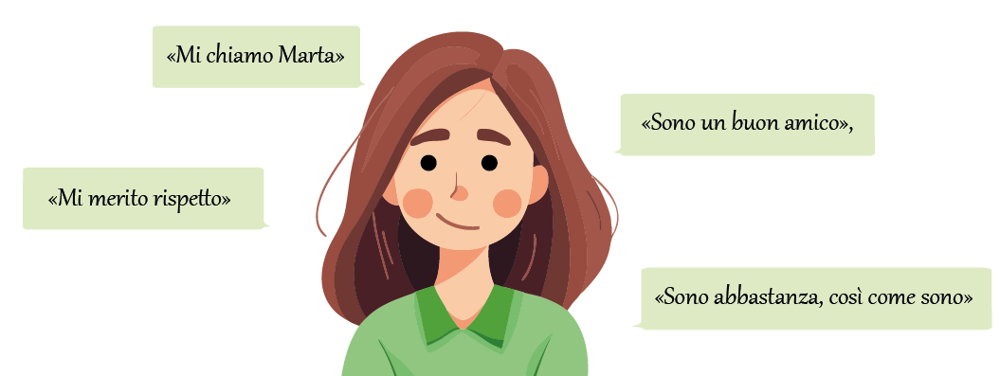 «Mi chiamo Marta»
«Sono un buon amico»,
«Mi merito rispetto»
«Sono abbastanza, così come sono»